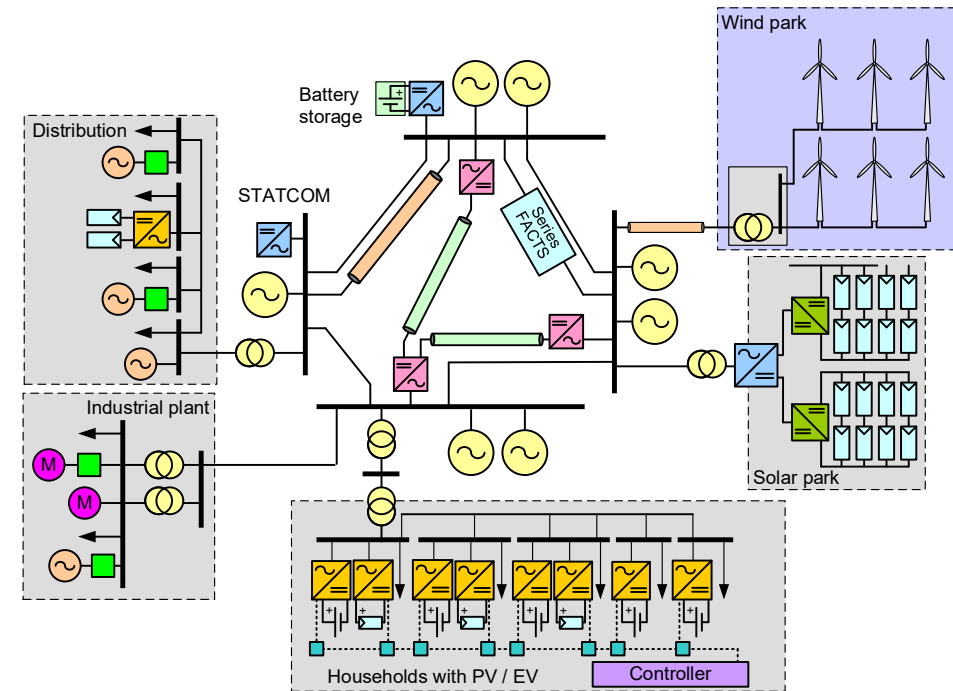 Wind park
Battery
storage
Distribution
STATCOM
Series
FACTS
Industrial plant
M
M
Solar park
Households with PV / EV
Controller